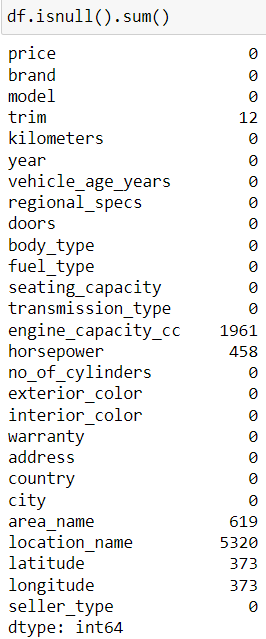 df.isnull().sum()
price 0
brand 0
model 0
trim 12
kilometers 0
year 0
vehicle_age_years 0
regional_specs 0
doors 0
body_type 0
fuel_type 0
seating_capacity 0
transmission_type 0
engine_capacity_cc 1961
horsepower 458
no_of_cylinders 0
exterior_color 0
interior_color 0
warranty 0
address 0
country 0
city 0
area_name 619
location_name 5320
latitude 373
longitude 373
seller_type 0
dtype: int64